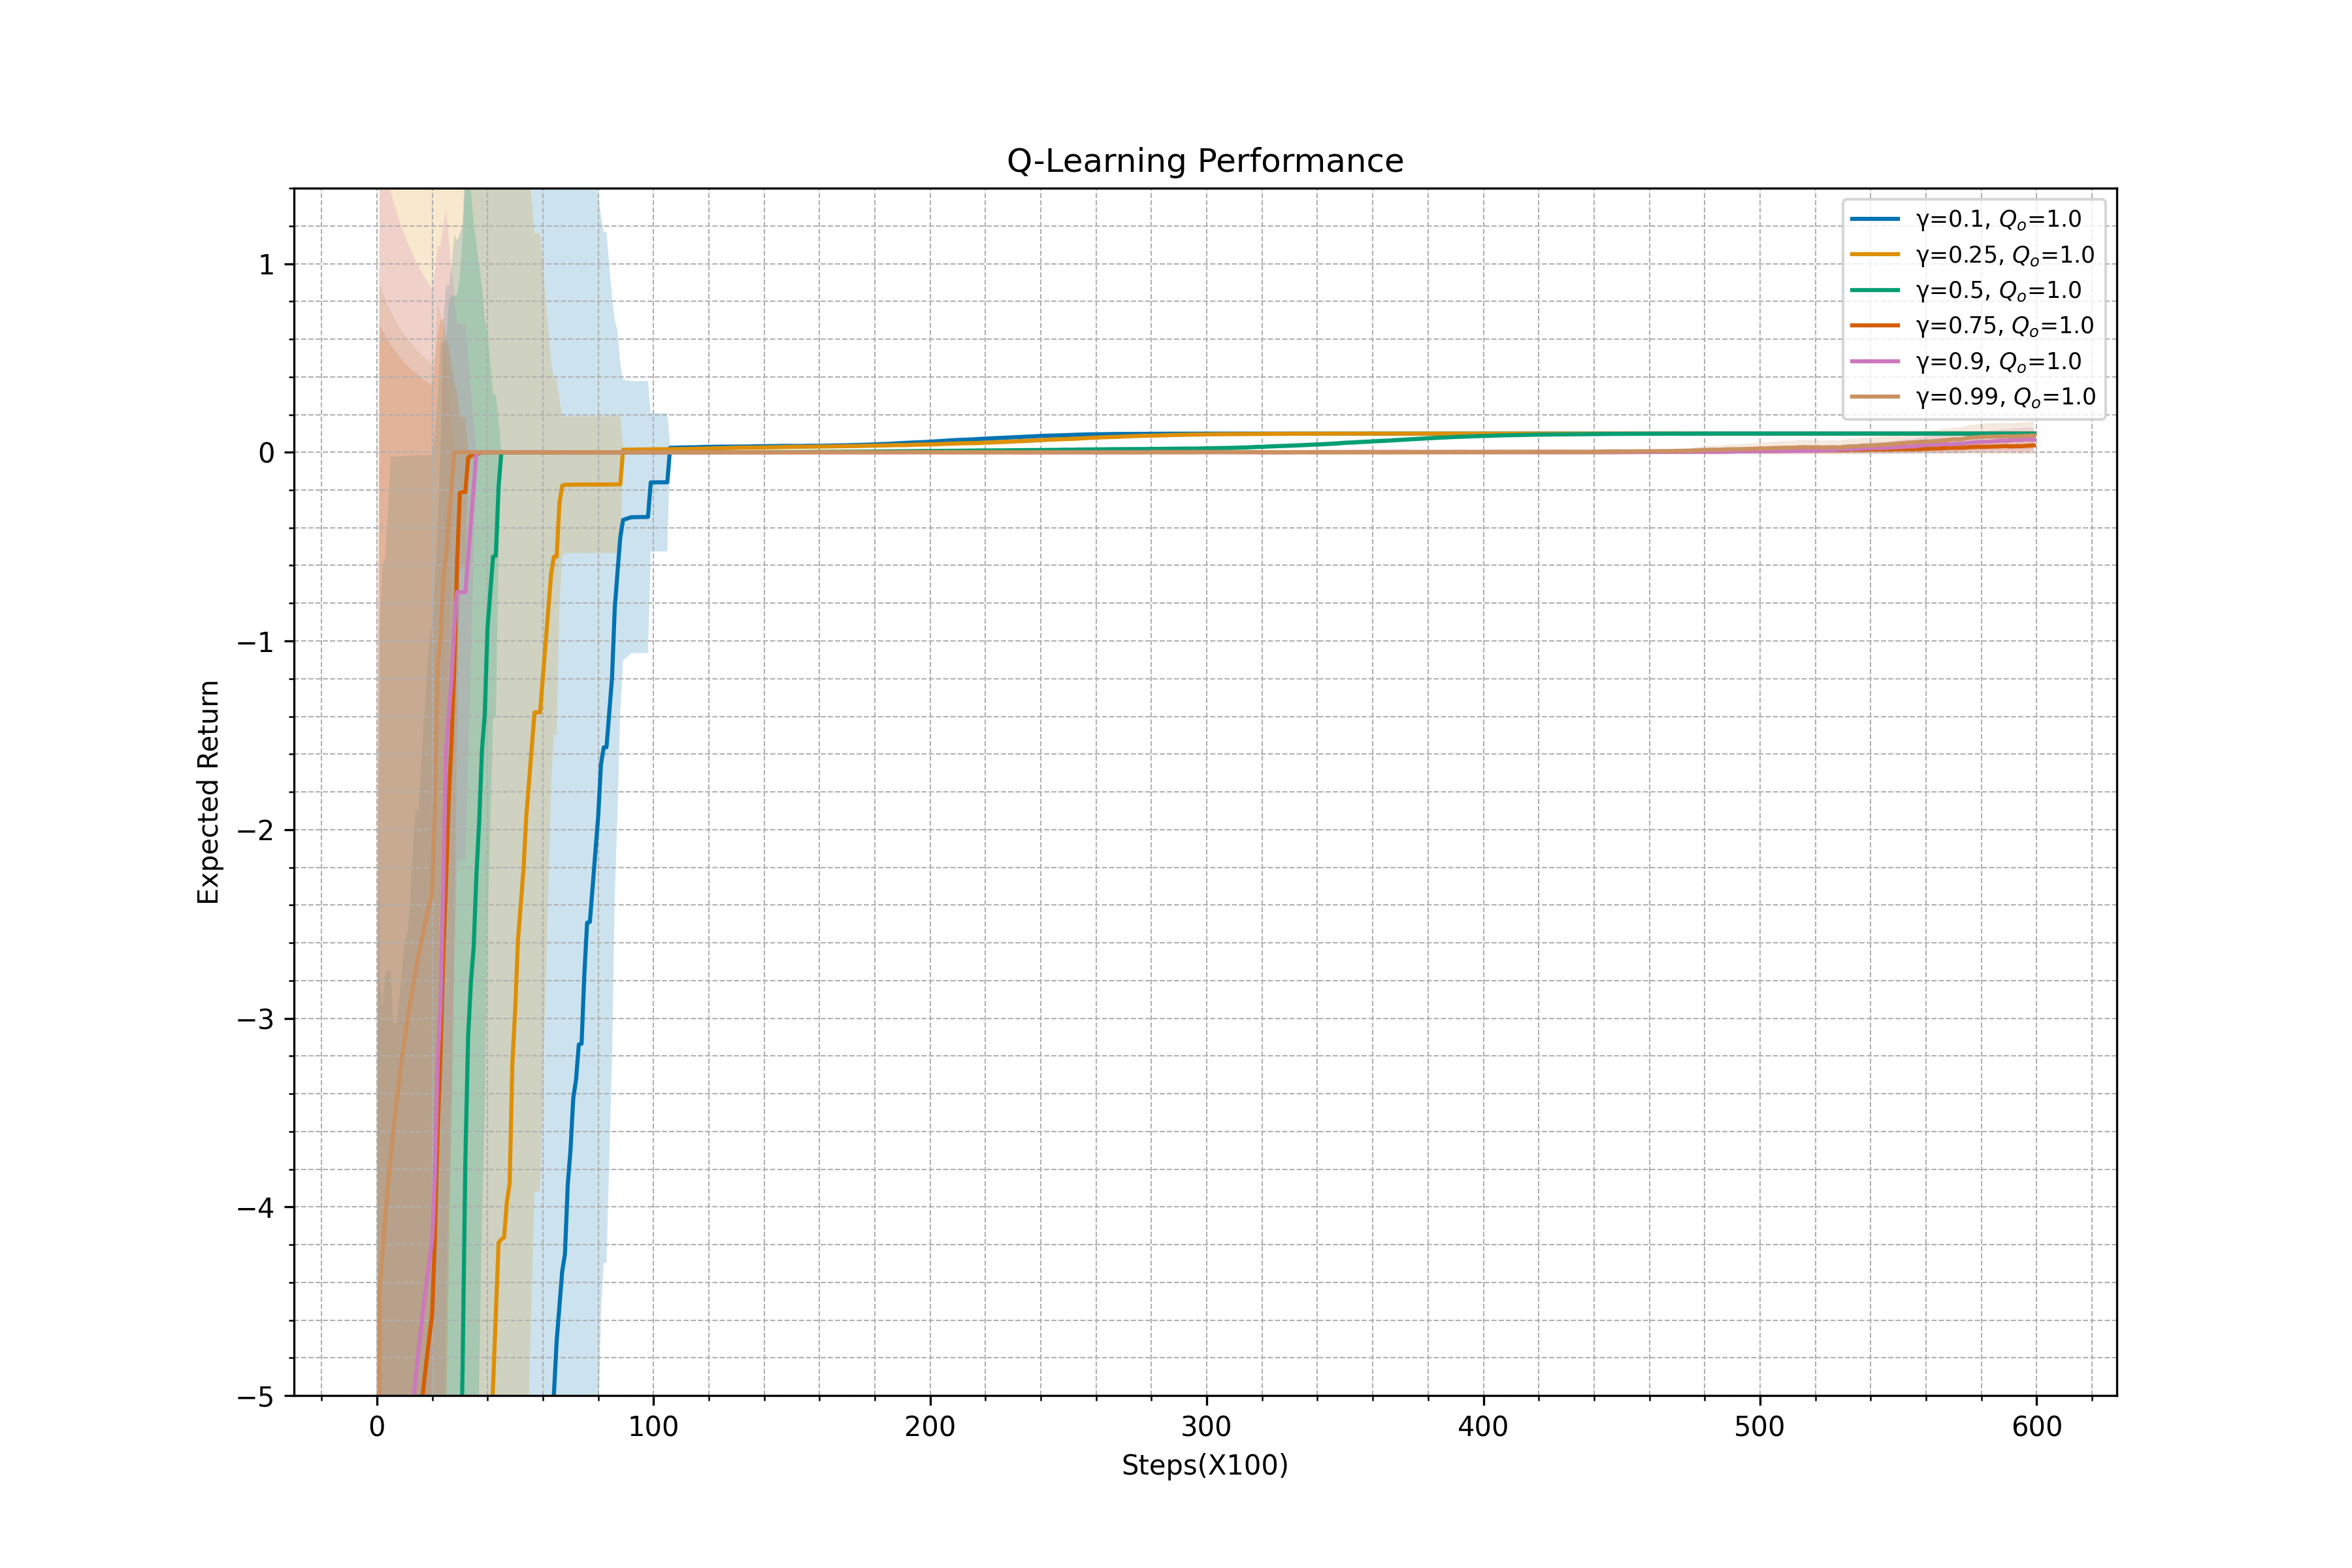 Q-Learning Performance
γ=0.1, Qₒ=1.0
γ=0.25, Qₒ=1.0
γ=0.5, Qₒ=1.0
γ=0.75, Qₒ=1.0
γ=0.9, Qₒ=1.0
γ=0.99, Qₒ=1.0
Expected Return
1
0
−1
−2
−3
−4
−5
0 100 200 300 400 500 600
Steps(X100)